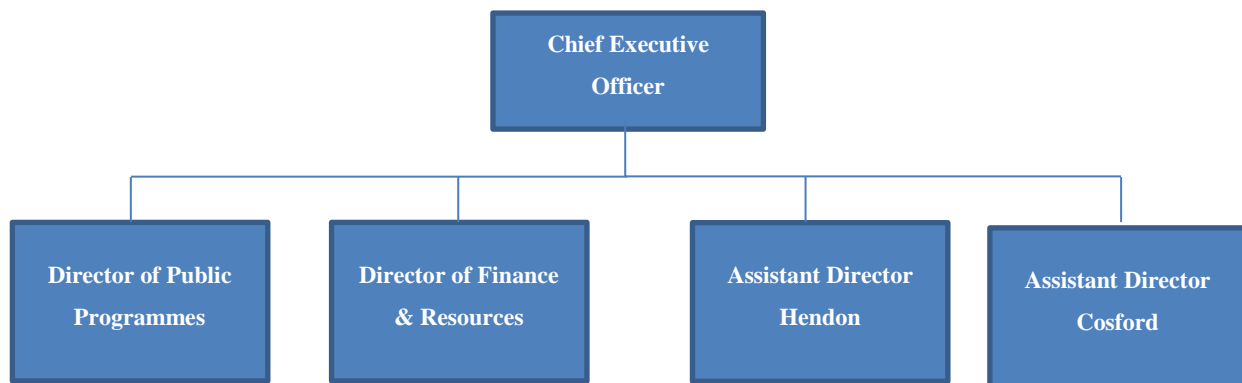 Chief Executive
Officer
Director of Public
Programmes
Director of Finance
& Resources
Assistant Director
Hendon
Assistant Director
Cosford